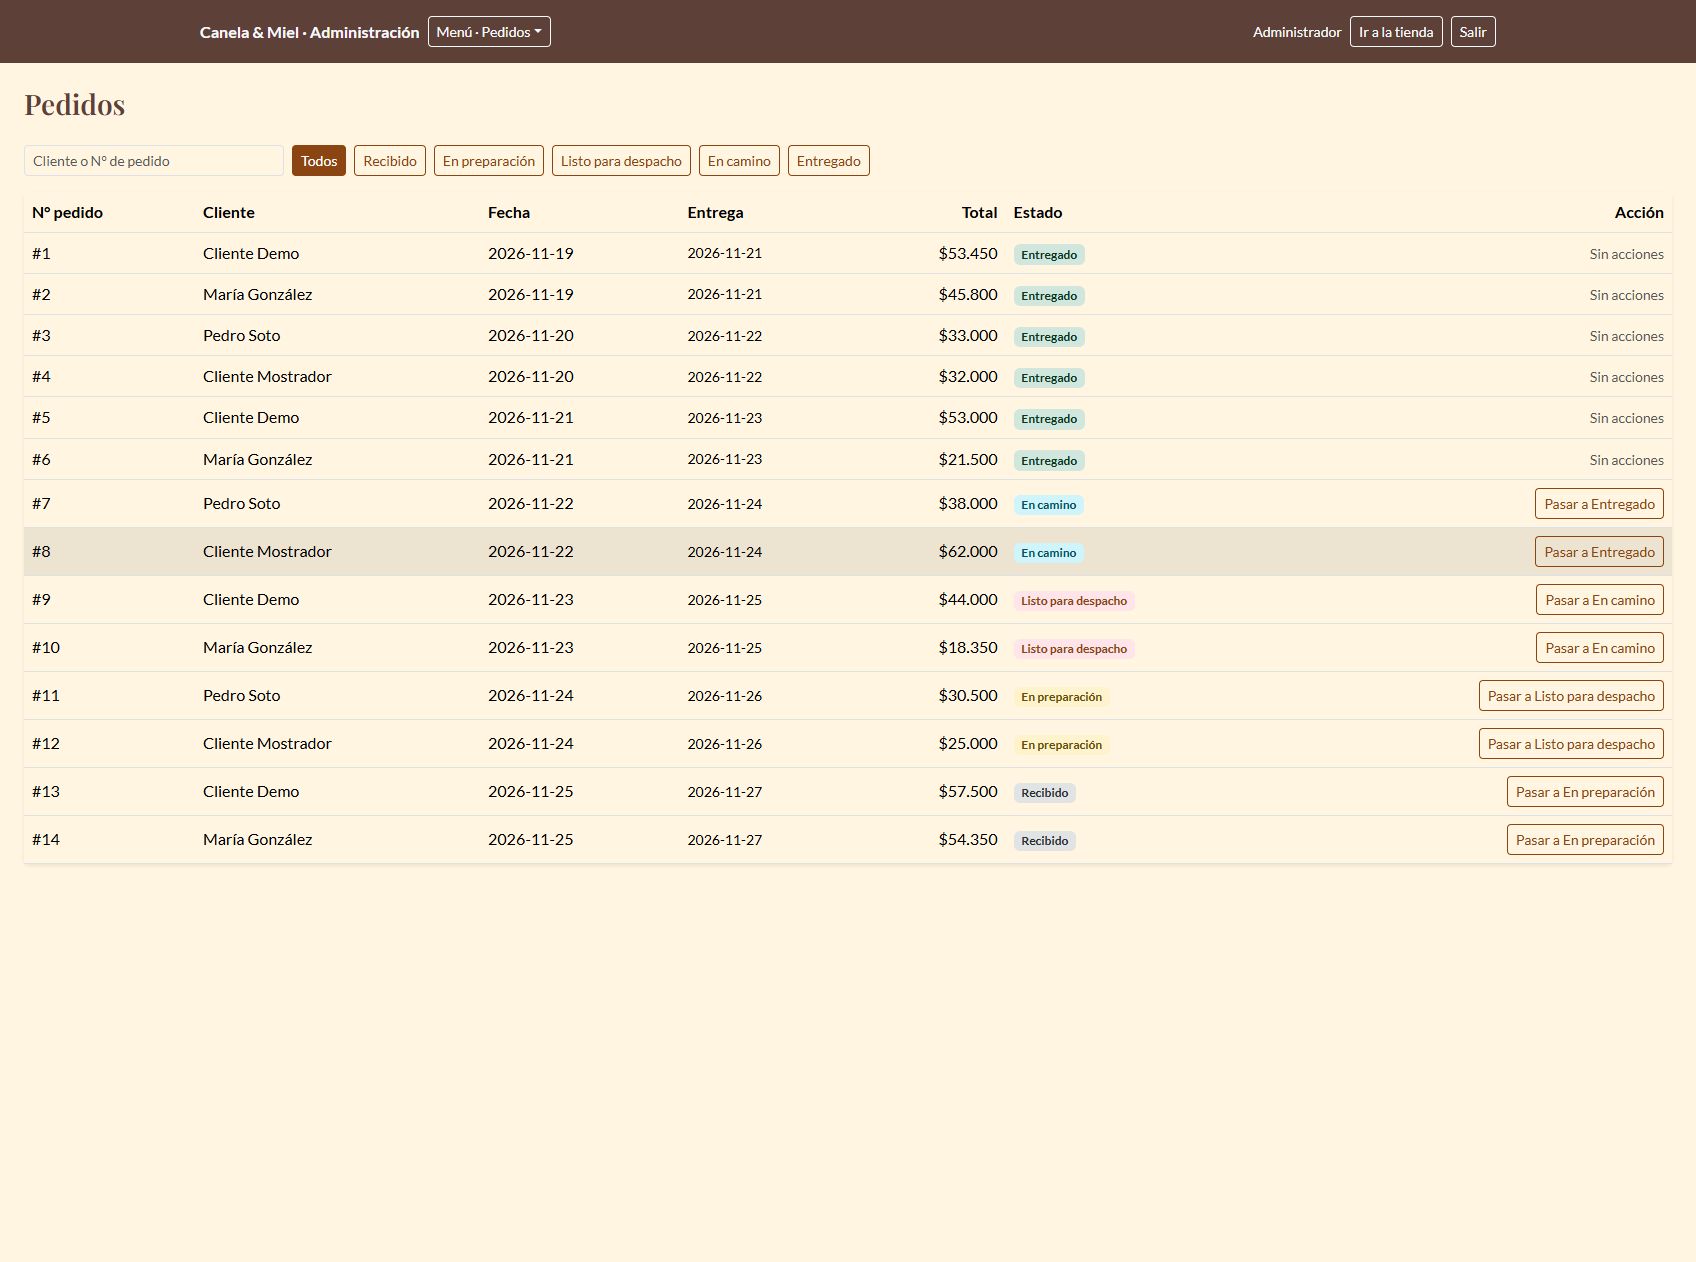 Canela & Miel · Administración Menú · Pedidos Administrador Ir a la tienda Salir
Pedidos
Cliente o N° de pedido Todos Recibido En preparación Listo para despacho En camino Entregado
N° pedido Cliente Fecha Entrega Total Estado Acción
#1 Cliente Demo 2026-11-19 2026-11-21 $53.450 Entregado Sin acciones
#2 María González 2026-11-19 2026-11-21 $45.800 Entregado Sin acciones
#3 Pedro Soto 2026-11-20 2026-11-22 $33.000 Entregado Sin acciones
#4 Cliente Mostrador 2026-11-20 2026-11-22 $32.000 Entregado Sin acciones
#5 Cliente Demo 2026-11-21 2026-11-23 $53.000 Entregado Sin acciones
#6 María González 2026-11-21 2026-11-23 $21.500 Entregado Sin acciones
#7 Pedro Soto 2026-11-22 2026-11-24 $38.000 En camino Pasar a Entregado
#8 Cliente Mostrador 2026-11-22 2026-11-24 $62.000 En camino Pasar a Entregado
#9 Cliente Demo 2026-11-23 2026-11-25 $44.000 Listo para despacho Pasar a En camino
#10 María González 2026-11-23 2026-11-25 $18.350 Listo para despacho Pasar a En camino
#11 Pedro Soto 2026-11-24 2026-11-26 $30.500 En preparación Pasar a Listo para despacho
#12 Cliente Mostrador 2026-11-24 2026-11-26 $25.000 En preparación Pasar a Listo para despacho
#13 Cliente Demo 2026-11-25 2026-11-27 $57.500 Recibido Pasar a En preparación
#14 María González 2026-11-25 2026-11-27 $54.350 Recibido Pasar a En preparación